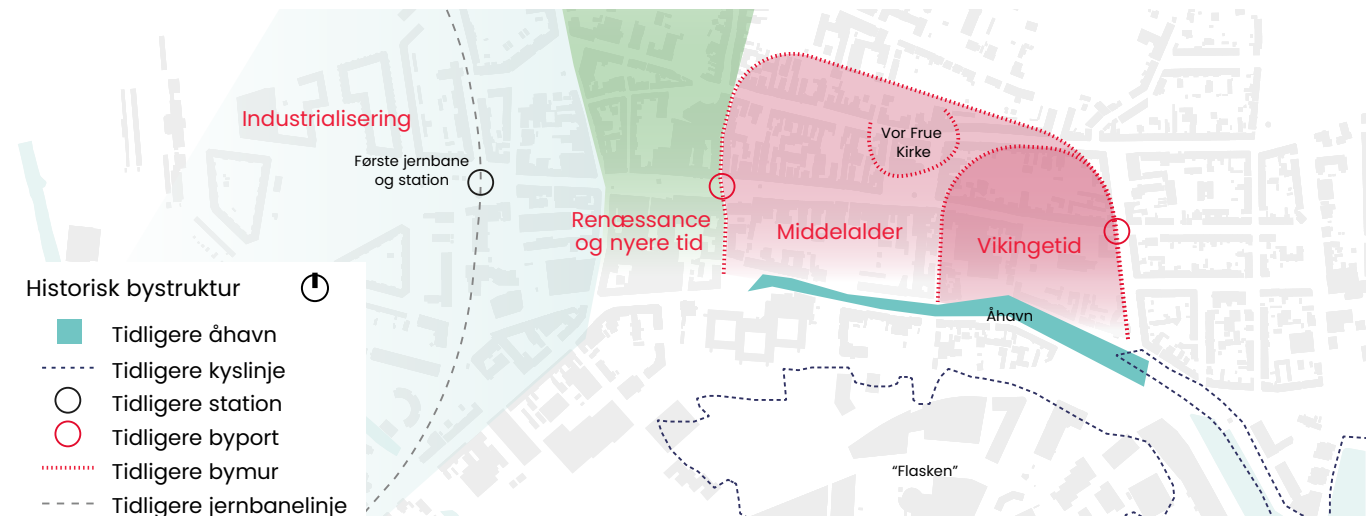 Industrialisering
Første jernbane
og station
Vor Frue
Kirke
Renæssance
og nyere tid
Middelalder
Vikingetid
Åhavn
"Flasken"
Historisk bystruktur
Tidligere åhavn
Tidligere kyslinje
Tidligere station
Tidligere byport
Tidligere bymur
Tidligere jernbanelinje